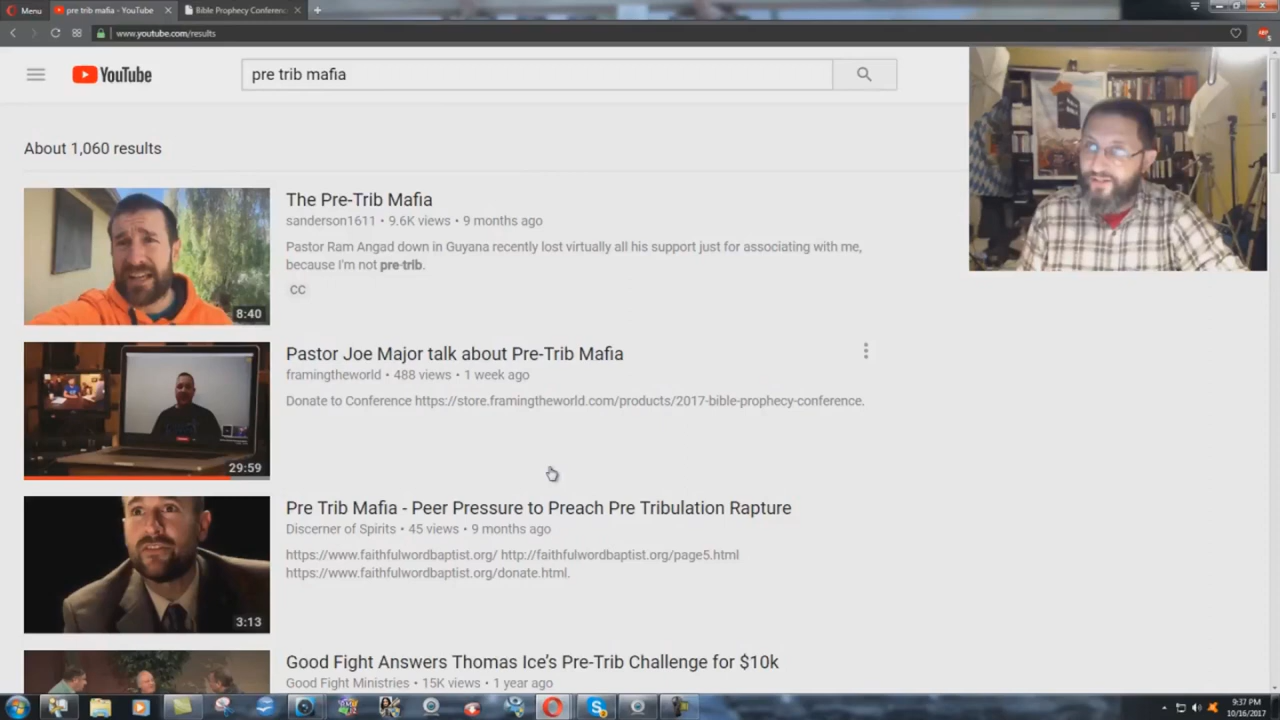 Menu
pre trib mafia - YouTube
Bible Prophecy Conferen
www.youtube.com/results
YouTube
pre trib mafia
About 1,060 results
The Pre-Trib Mafia
sanderson1611 • 9.6K views • 9 months ago
Pastor Ram Angad down in Guyana recently lost virtually all his support just for associating with me,
because I'm not pre-trib.
CC
8:40
Pastor Joe Major talk about Pre-Trib Mafia
framingtheworld • 488 views • 1 week ago
Donate to Conference https://store.framingtheworld.com/products/2017-bible-prophecy-conference.
29:59
Pre Trib Mafia - Peer Pressure to Preach Pre Tribulation Rapture
Discerner of Spirits • 45 views • 9 months ago
https://www.faithfulwordbaptist.org/ http://faithfulwordbaptist.org/page5.html
https://www.faithfulwordbaptist.org/donate.html.
3:13
Good Fight Answers Thomas Ice's Pre-Trib Challenge for $10k
Good Fight Ministries • 15K views • 1 year ago
9:37 PM
10/16/2017